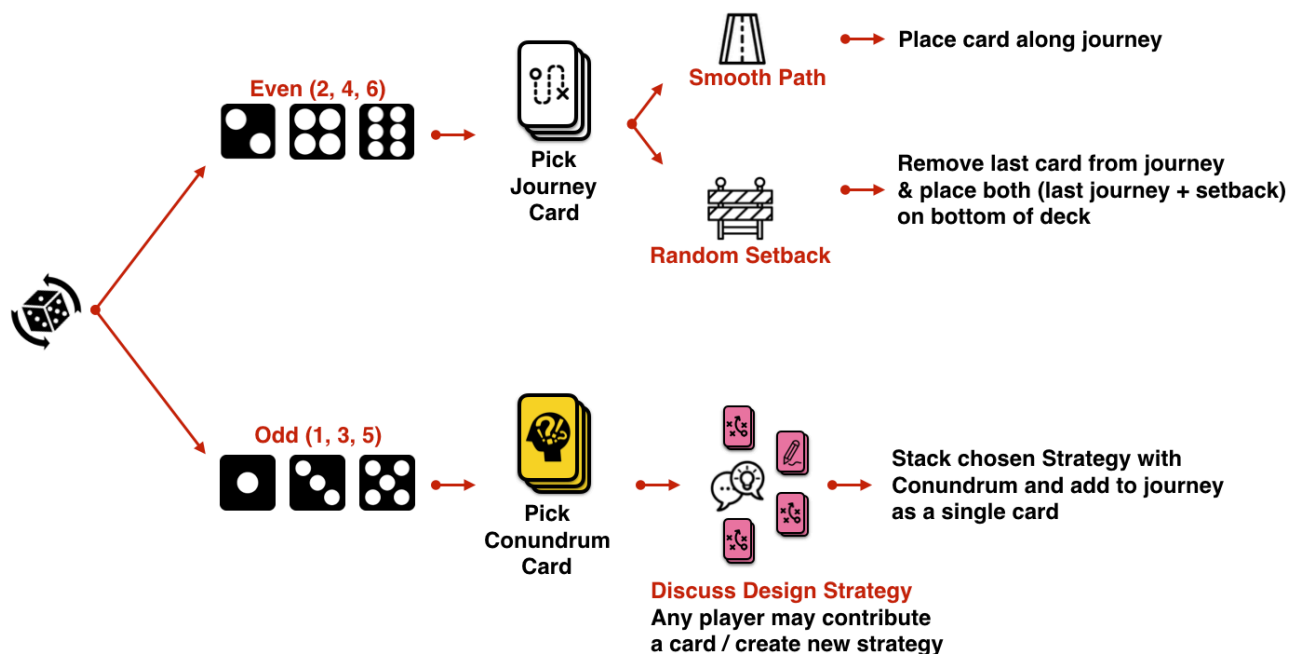 Even (2, 4, 6)
Pick
Journey
Card
Smooth Path
Place card along journey
Random Setback
Remove last card from journey
& place both (last journey + setback)
on bottom of deck
Odd (1, 3, 5)
Pick
Conundrum
Card
Discuss Design Strategy
Any player may contribute
a card / create new strategy
Stack chosen Strategy with
Conundrum and add to journey
as a single card